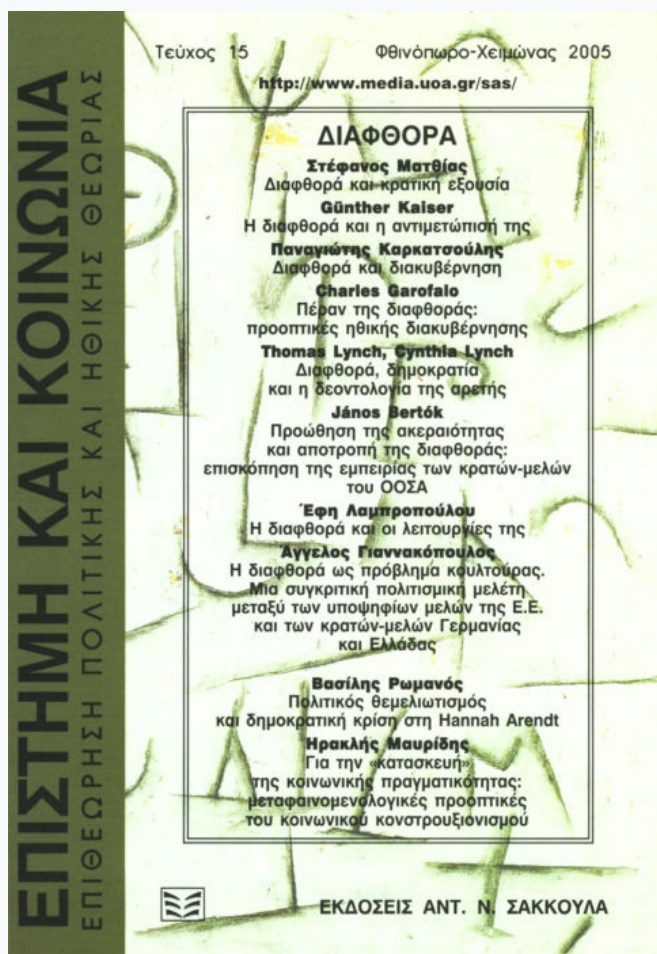 ΕΠΙΣΤΗΜΗ ΚΑΙ ΚΟΙΝΩΝΙΑ
ΕΠΙΘΕΩΡΗΣΗ ΠΟΛΙΤΙΚΗΣ ΚΑΙ ΗΘΙΚΗΣ ΘΕΩΡΙΑΣ
Τεύχος 15 Φθινόπωρο-Χειμώνας 2005
http://www.media.uoa.gr/sas/
ΔΙΑΦΘΟΡΑ
Στέφανος Ματθίας
Διαφθορά και κρατική εξουσία
Günther Kaiser
Η διαφθορά και η αντιμετώπισή της
Παναγιώτης Καρκατσούλης
Διαφθορά και διακυβέρνηση
Charles Garofalo
Πέραν της διαφθοράς:
προοπτικές ηθικής διακυβέρνησης
Thomas Lynch, Cynthia Lynch
Διαφθορά, δημοκρατία
και η δεοντολογία της αρετής
János Bertók
Προώθηση της ακεραιότητας
και αποτροπή της διαφθοράς:
επισκόπηση της εμπειρίας των κρατών-μελών
του ΟΟΣΑ
Έφη Λαμπροπούλου
Η διαφθορά και οι λειτουργίες της
Άγγελος Γιαννακόπουλος
Η διαφθορά ως πρόβλημα κουλτούρας.
Μια συγκριτική πολιτισμική μελέτη
μεταξύ των υποψηφίων μελών της Ε.Ε.
και των κρατών-μελών Γερμανίας
και Ελλάδας
Βασίλης Ρωμανός
Πολιτικός θεμελιωτισμός
και δημοκρατική κρίση στη Hannah Arendt
Ηρακλής Μαυρίδης
Για την «κατασκευή»
της κοινωνικής πραγματικότητας:
μεταφαινομενολογικές προοπτικές
του κοινωνικού κονστρουξιονισμού
ΕΚΔΟΣΕΙΣ ΑΝΤ. Ν. ΣΑΚΚΟΥΛΑ